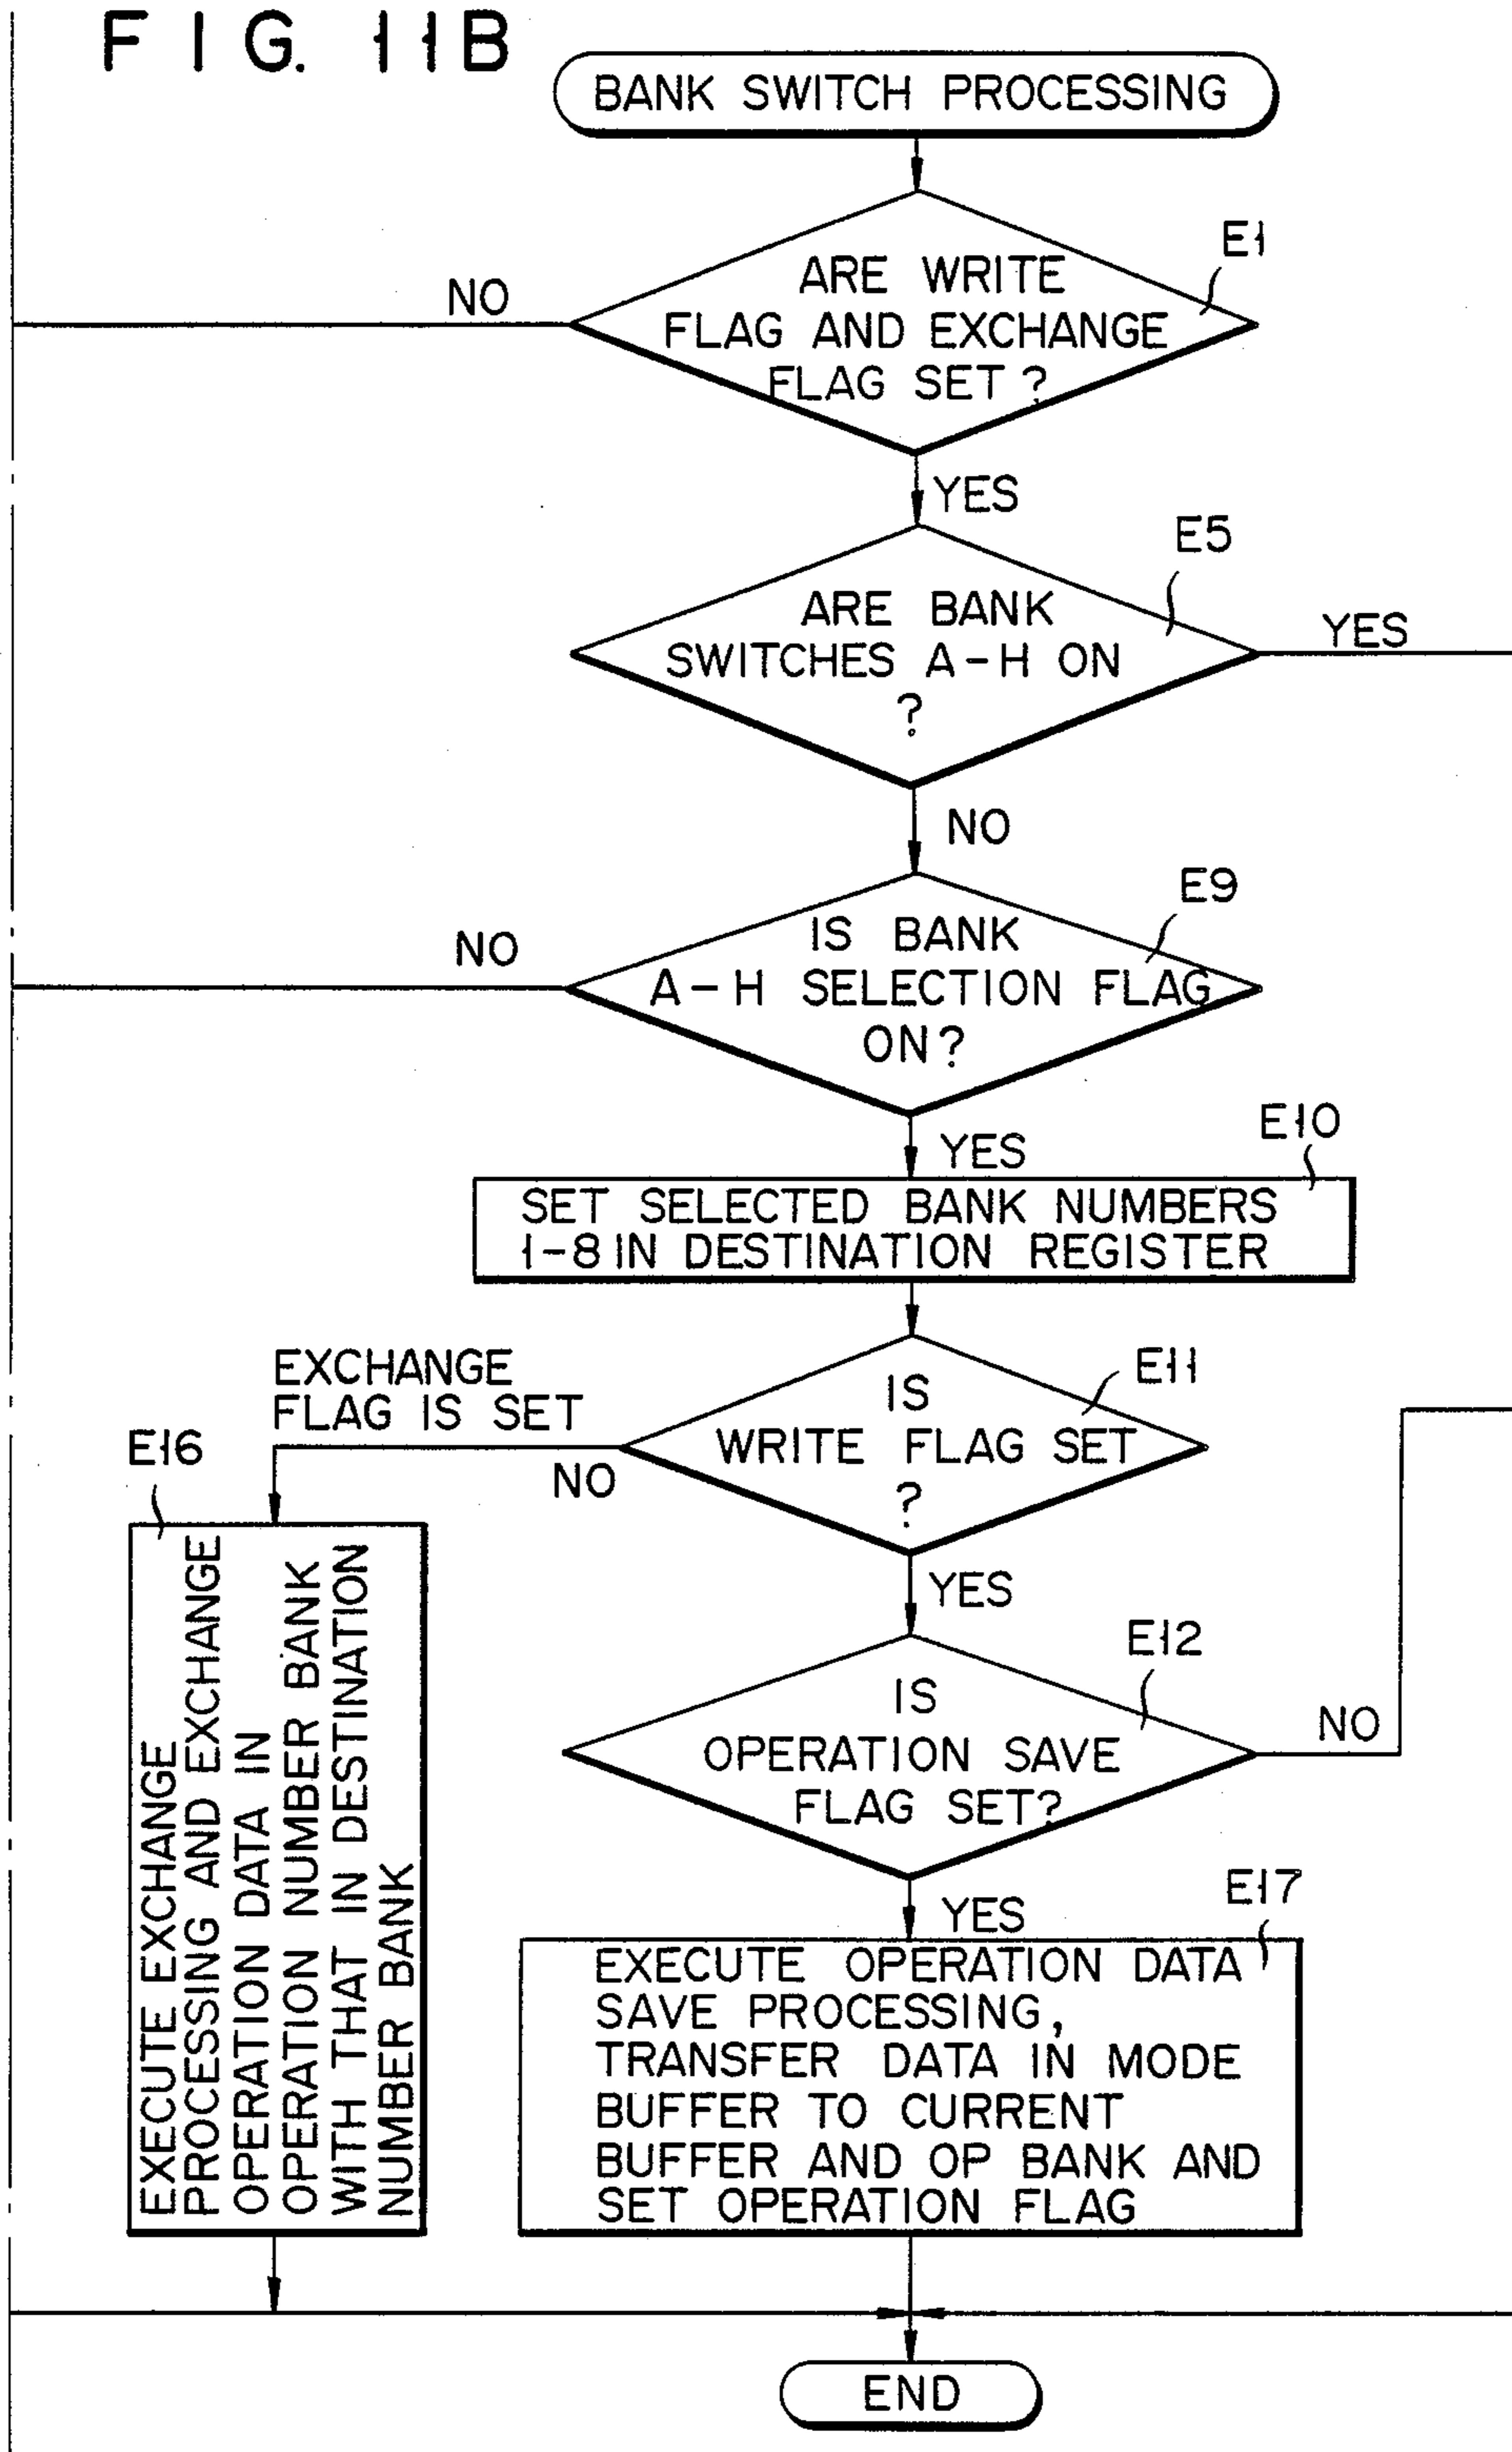 FIG. 11B
BANK SWITCH PROCESSING
E1
ARE WRITE
FLAG AND EXCHANGE
FLAG SET?
NO
YES
E5
ARE BANK
SWITCHES A-H ON
?
YES
NO
E9
IS BANK
A-H SELECTION FLAG
ON?
NO
YES
E10
SET SELECTED BANK NUMBERS
1-8 IN DESTINATION REGISTER
E11
IS
WRITE FLAG SET
?
EXCHANGE
FLAG IS SET
NO
YES
E16
EXECUTE EXCHANGE
PROCESSING AND EXCHANGE
OPERATION DATA IN
OPERATION NUMBER BANK
WITH THAT IN DESTINATION
NUMBER BANK
E12
IS
OPERATION SAVE
FLAG SET?
NO
YES
E17
EXECUTE OPERATION DATA
SAVE PROCESSING,
TRANSFER DATA IN MODE
BUFFER TO CURRENT
BUFFER AND OP BANK AND
SET OPERATION FLAG
END